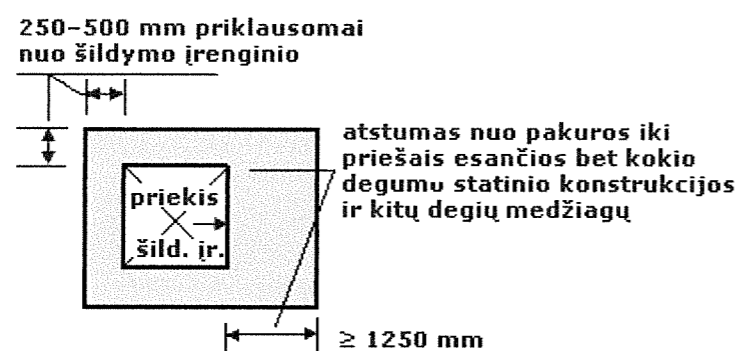 250–500 mm priklausomai
nuo šildymo įrenginio
atstumas nuo pakuros iki
priešais esančios bet kokio
degumo statinio konstrukcijos
ir kitų degių medžiagų
priekis
šild. įr.
≥ 1250 mm